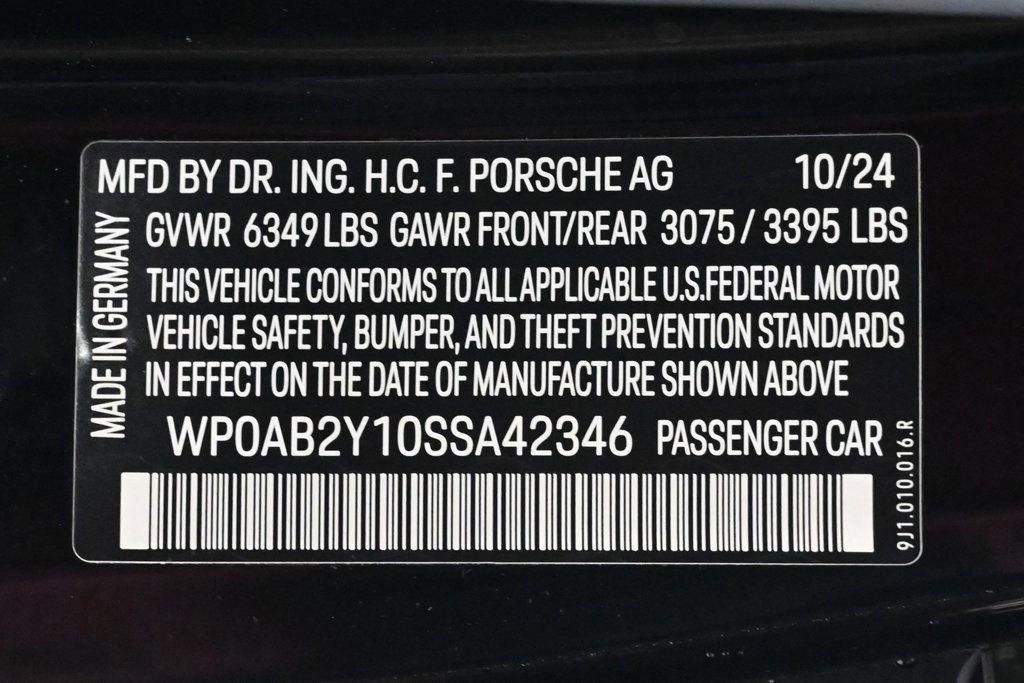 MFD BY DR. ING. H.C. F. PORSCHE AG 10/24
GVWR 6349 LBS GAWR FRONT/REAR 3075 / 3395 LBS
THIS VEHICLE CONFORMS TO ALL APPLICABLE U.S.FEDERAL MOTOR
VEHICLE SAFETY, BUMPER, AND THEFT PREVENTION STANDARDS
IN EFFECT ON THE DATE OF MANUFACTURE SHOWN ABOVE
WP0AB2Y10SSA42346 PASSENGER CAR
MADE IN GERMANY
9J1.010.016.R